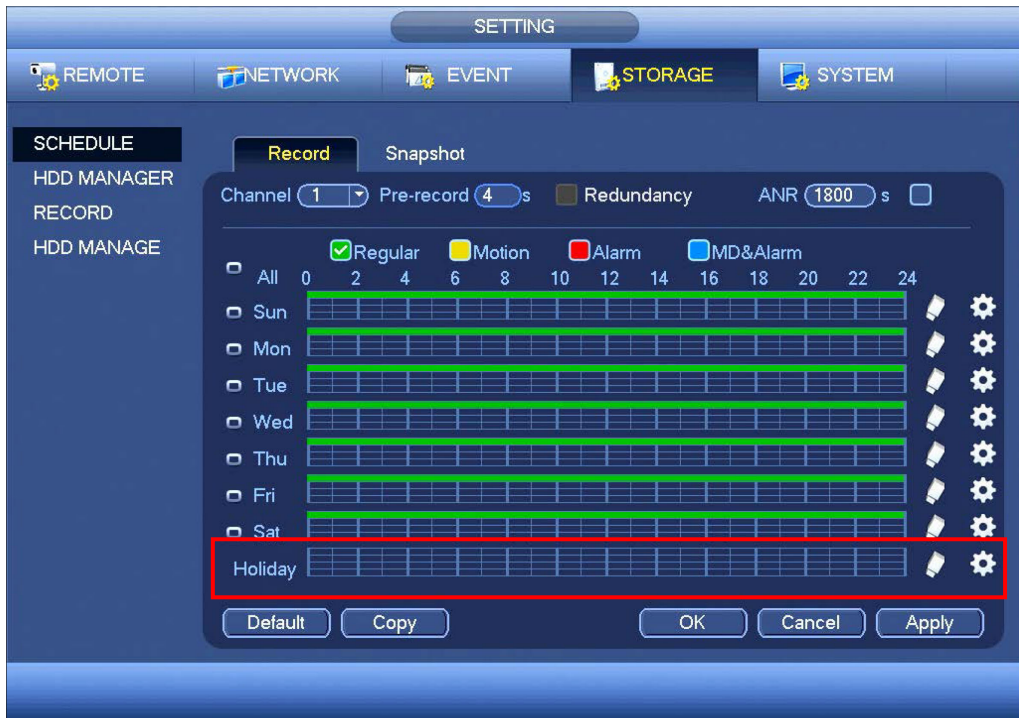 SETTING
REMOTE NETWORK EVENT STORAGE SYSTEM
SCHEDULE
HDD MANAGER
RECORD
HDD MANAGE
Record Snapshot
Channel 1 Pre-record 4 s Redundancy ANR 1800 s
Regular Motion Alarm MD&Alarm
All 0 2 4 6 8 10 12 14 16 18 20 22 24
Sun
Mon
Tue
Wed
Thu
Fri
Sat
Holiday
Default Copy OK Cancel Apply